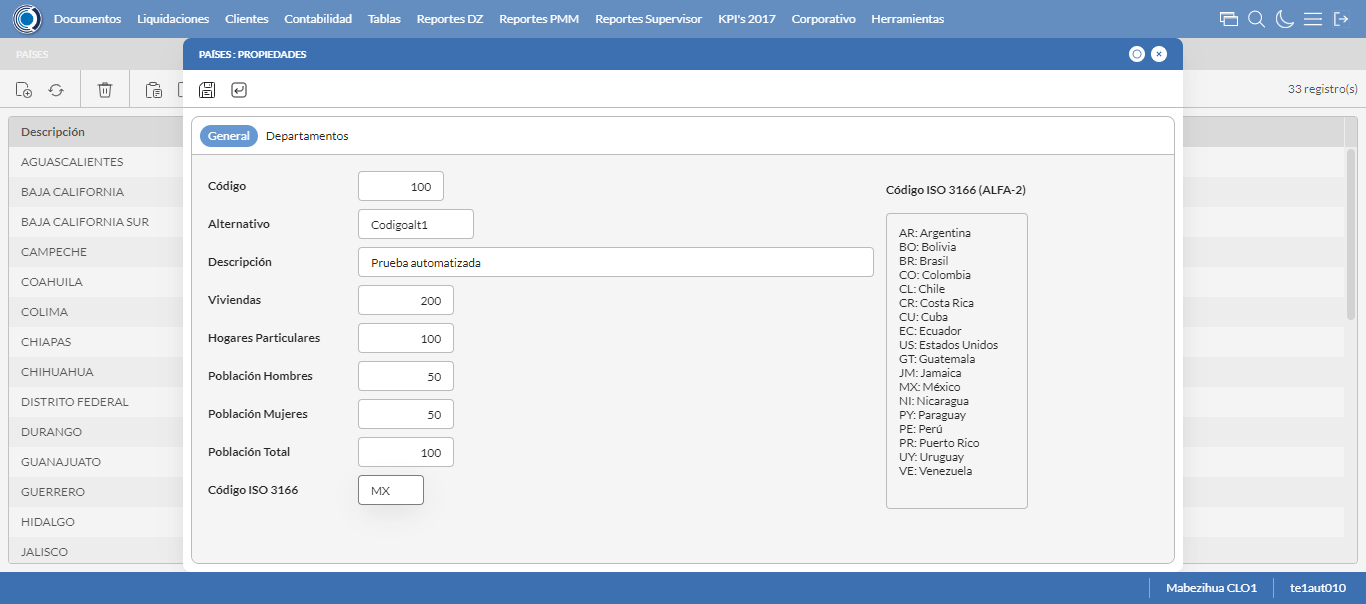 Documentos Liquidaciones Clientes Contabilidad Tablas Reportes DZ Reportes PMM Reportes Supervisor KPI's 2017 Corporativo Herramientas
PAÍSES
PAÍSES : PROPIEDADES
33 registro(s)
General Departamentos
Descripción
AGUASCALIENTES
BAJA CALIFORNIA
BAJA CALIFORNIA SUR
CAMPECHE
COAHUILA
COLIMA
CHIAPAS
CHIHUAHUA
DISTRITO FEDERAL
DURANGO
GUANAJUATO
GUERRERO
HIDALGO
JALISCO
Código 100
Alternativo Codigoalt1
Descripción Prueba automatizada
Viviendas 200
Hogares Particulares 100
Población Hombres 50
Población Mujeres 50
Población Total 100
Código ISO 3166 MX
Código ISO 3166 (ALFA-2)
AR: Argentina
BO: Bolivia
BR: Brasil
CO: Colombia
CL: Chile
CR: Costa Rica
CU: Cuba
EC: Ecuador
US: Estados Unidos
GT: Guatemala
JM: Jamaica
MX: México
NI: Nicaragua
PY: Paraguay
PE: Perú
PR: Puerto Rico
UY: Uruguay
VE: Venezuela
Mabezihua CLO1 te1aut010